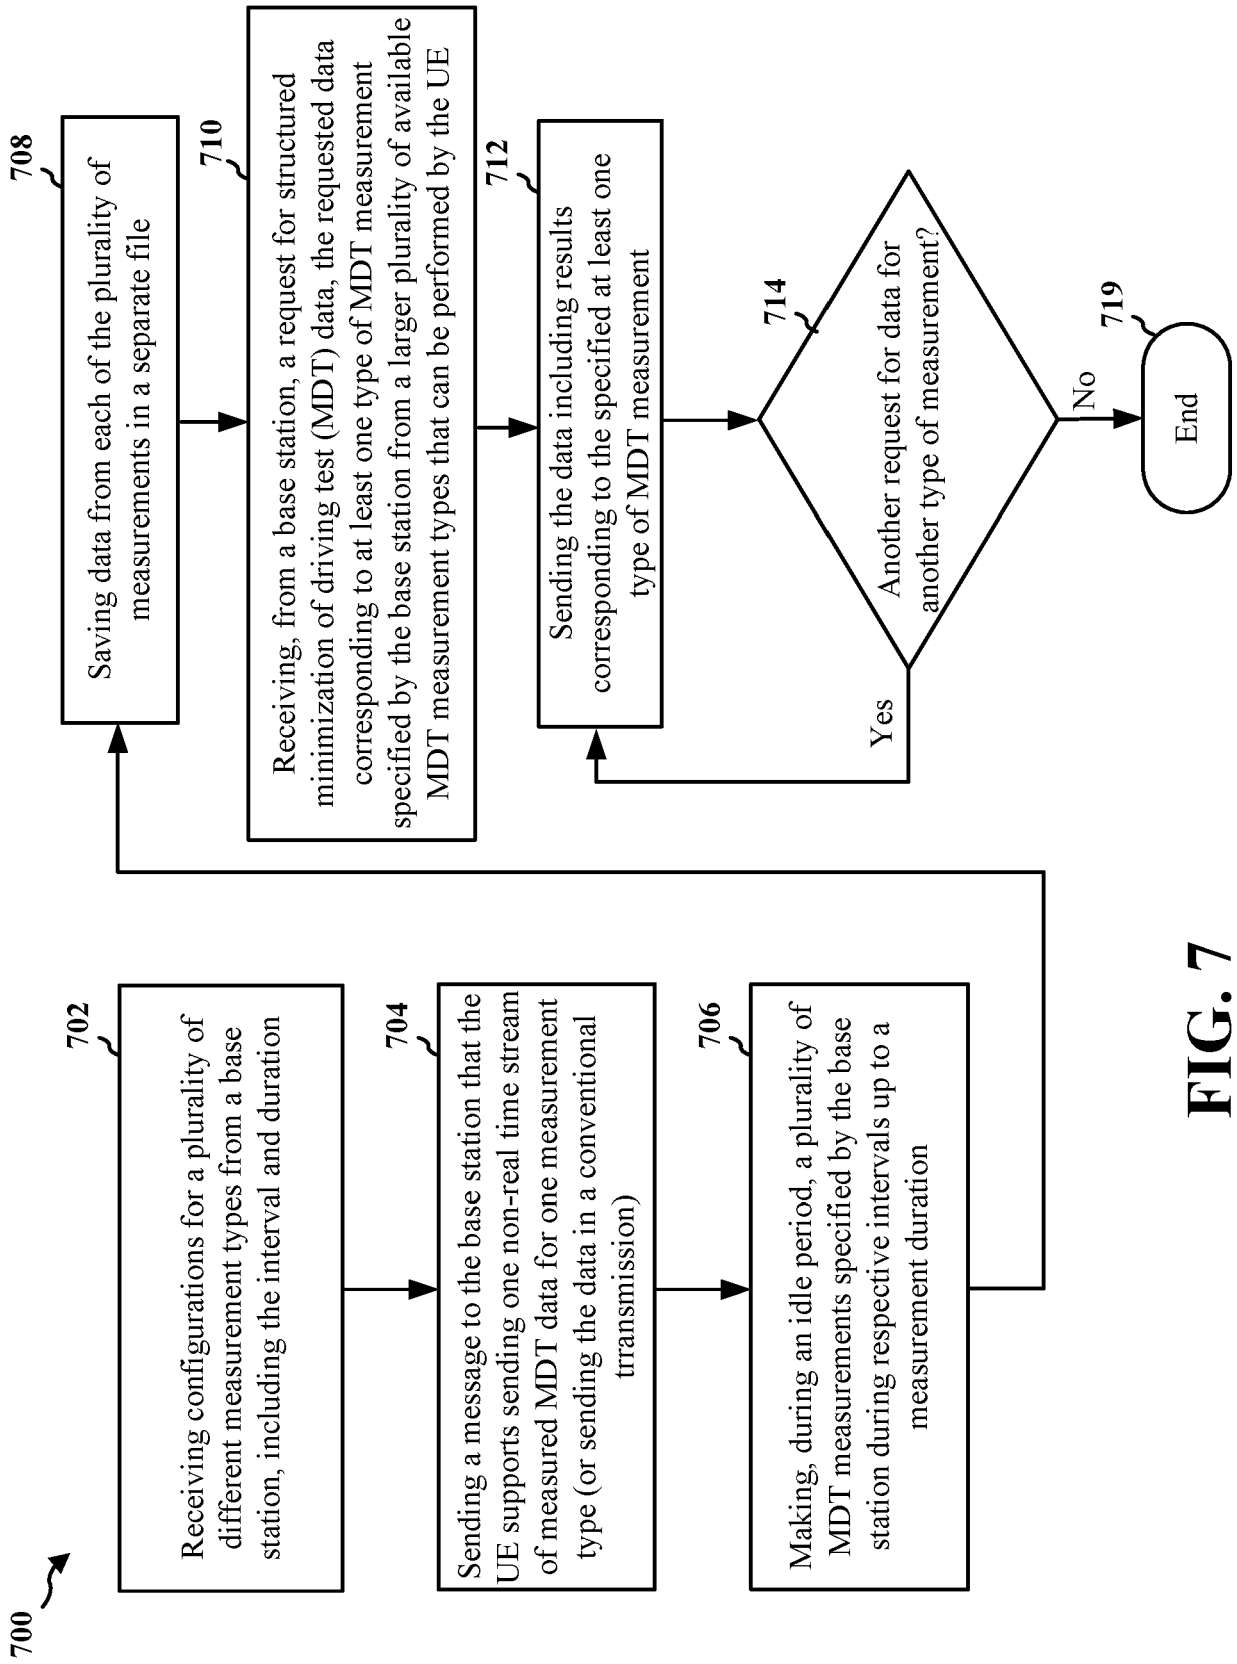 700
702
Receiving configurations for a plurality of
different measurement types from a base
station, including the interval and duration
704
Sending a message to the base station that the
UE supports sending one non-real time stream
of measured MDT data for one measurement
type (or sending the data in a conventional
trransmission)
706
Making, during an idle period, a plurality of
MDT measurements specified by the base
station during respective intervals up to a
measurement duration
708
Saving data from each of the plurality of
measurements in a separate file
710
Receiving, from a base station, a request for structured
minimization of driving test (MDT) data, the requested data
corresponding to at least one type of MDT measurement
specified by the base station from a larger plurality of available
MDT measurement types that can be performed by the UE
712
Sending the data including results
corresponding to the specified at least one
type of MDT measurement
714
Another request for data for
another type of measurement?
Yes
No
719
End
FIG. 7